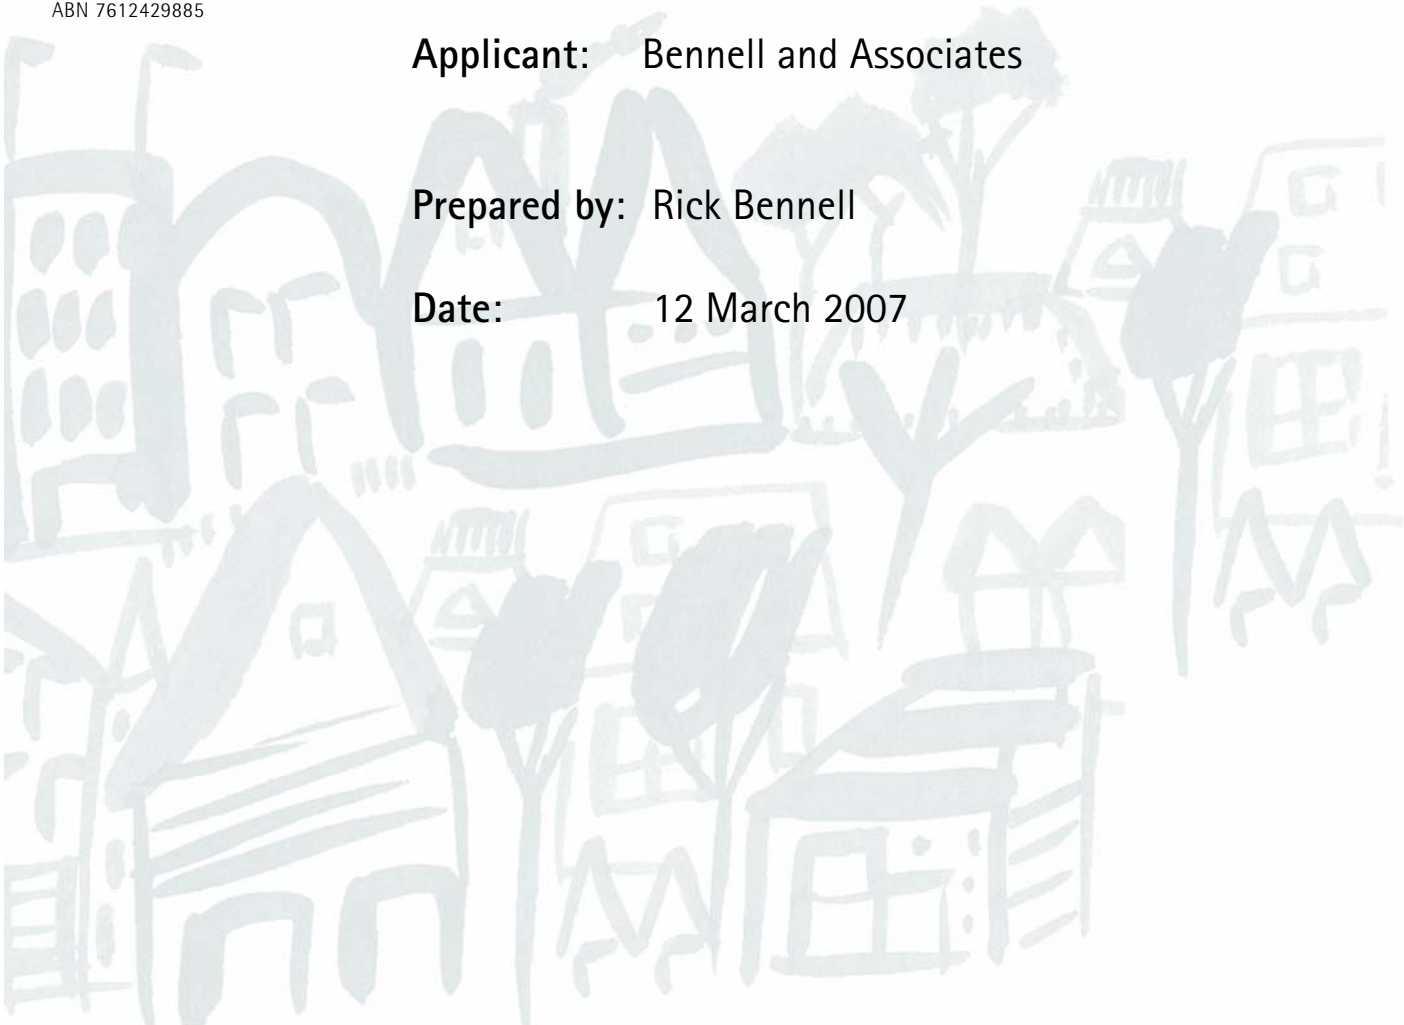 ABN 7612429885
Applicant: Bennell and Associates
Prepared by: Rick Bennell
Date: 12 March 2007